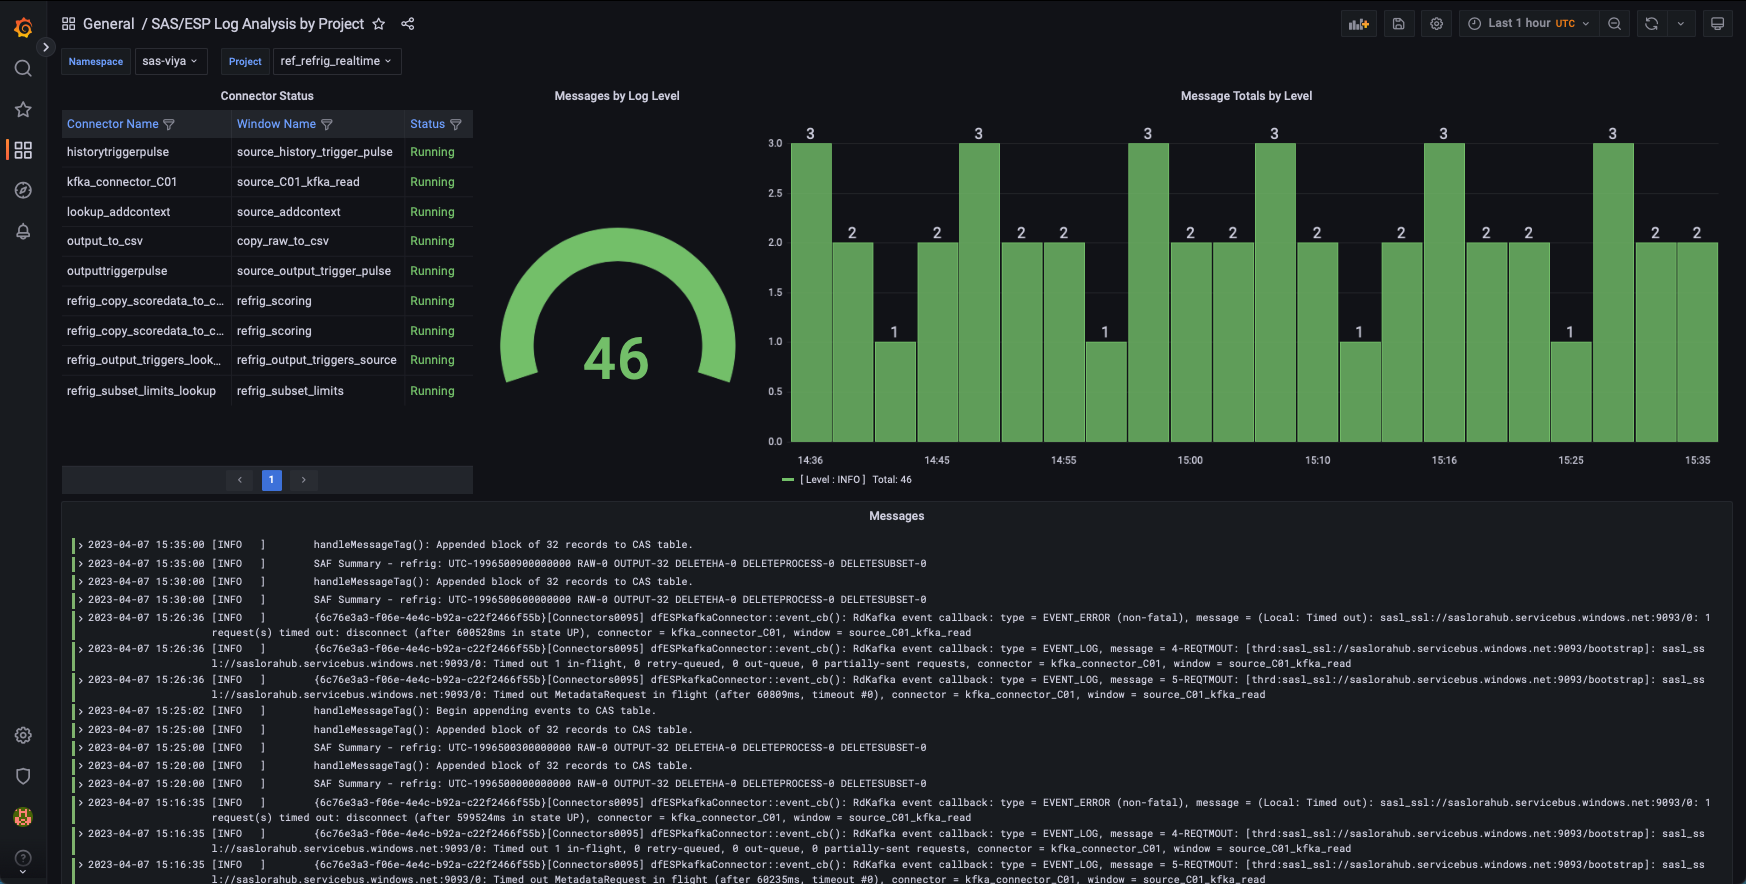 General / SAS/ESP Log Analysis by Project
Last 1 hour UTC
Namespace sas-viya Project ref_refrig_realtime
Connector Status
Connector Name Window Name Status
historytriggerpulse source_history_trigger_pulse Running
kfka_connector_C01 source_C01_kfka_read Running
lookup_addcontext source_addcontext Running
output_to_csv copy_raw_to_csv Running
outputtriggerpulse source_output_trigger_pulse Running
refrig_copy_scoredata_to_c... refrig_scoring Running
refrig_copy_scoredata_to_c... refrig_scoring Running
refrig_output_triggers_look... refrig_output_triggers_source Running
refrig_subset_limits_lookup refrig_subset_limits Running
1
Messages by Log Level
46
Message Totals by Level
3.0
2.5
2.0
1.5
1.0
0.5
0.0
3 2 1 2 3 2 2 1 3 2 2 3 2 1 2 3 2 2 1 3 2 2
14:36 14:45 14:55 15:00 15:10 15:16 15:25 15:35
[ Level : INFO ] Total: 46
Messages
2023-04-07 15:35:00 [INFO ] handleMessageTag(): Appended block of 32 records to CAS table.
2023-04-07 15:35:00 [INFO ] SAF Summary - refrig: UTC-1996500900000000 RAW-0 OUTPUT-32 DELETEHA-0 DELETEPROCESS-0 DELETESUBSET-0
2023-04-07 15:30:00 [INFO ] handleMessageTag(): Appended block of 32 records to CAS table.
2023-04-07 15:30:00 [INFO ] SAF Summary - refrig: UTC-1996500600000000 RAW-0 OUTPUT-32 DELETEHA-0 DELETEPROCESS-0 DELETESUBSET-0
2023-04-07 15:26:36 [INFO ] {6c76e3a3-f06e-4e4c-b92a-c22f2466f55b}[Connectors0095] dfESPkafkaConnector::event_cb(): RdKafka event callback: type = EVENT_ERROR (non-fatal), message = (Local: Timed out): sasl_ssl://saslorahub.servicebus.windows.net:9093/0: 1
request(s) timed out: disconnect (after 600528ms in state UP), connector = kfka_connector_C01, window = source_C01_kfka_read
2023-04-07 15:26:36 [INFO ] {6c76e3a3-f06e-4e4c-b92a-c22f2466f55b}[Connectors0095] dfESPkafkaConnector::event_cb(): RdKafka event callback: type = EVENT_LOG, message = 4-REQTMOUT: [thrd:sasl_ssl://saslorahub.servicebus.windows.net:9093/bootstrap]: sasl_ss
l://saslorahub.servicebus.windows.net:9093/0: Timed out 1 in-flight, 0 retry-queued, 0 out-queue, 0 partially-sent requests, connector = kfka_connector_C01, window = source_C01_kfka_read
2023-04-07 15:26:36 [INFO ] {6c76e3a3-f06e-4e4c-b92a-c22f2466f55b}[Connectors0095] dfESPkafkaConnector::event_cb(): RdKafka event callback: type = EVENT_LOG, message = 5-REQTMOUT: [thrd:sasl_ssl://saslorahub.servicebus.windows.net:9093/bootstrap]: sasl_ss
l://saslorahub.servicebus.windows.net:9093/0: Timed out MetadataRequest in flight (after 60809ms, timeout #0), connector = kfka_connector_C01, window = source_C01_kfka_read
2023-04-07 15:25:02 [INFO ] handleMessageTag(): Begin appending events to CAS table.
2023-04-07 15:25:00 [INFO ] handleMessageTag(): Appended block of 32 records to CAS table.
2023-04-07 15:25:00 [INFO ] SAF Summary - refrig: UTC-1996500300000000 RAW-0 OUTPUT-32 DELETEHA-0 DELETEPROCESS-0 DELETESUBSET-0
2023-04-07 15:20:00 [INFO ] handleMessageTag(): Appended block of 32 records to CAS table.
2023-04-07 15:20:00 [INFO ] SAF Summary - refrig: UTC-1996500000000000 RAW-0 OUTPUT-32 DELETEHA-0 DELETEPROCESS-0 DELETESUBSET-0
2023-04-07 15:16:35 [INFO ] {6c76e3a3-f06e-4e4c-b92a-c22f2466f55b}[Connectors0095] dfESPkafkaConnector::event_cb(): RdKafka event callback: type = EVENT_ERROR (non-fatal), message = (Local: Timed out): sasl_ssl://saslorahub.servicebus.windows.net:9093/0: 1
request(s) timed out: disconnect (after 599524ms in state UP), connector = kfka_connector_C01, window = source_C01_kfka_read
2023-04-07 15:16:35 [INFO ] {6c76e3a3-f06e-4e4c-b92a-c22f2466f55b}[Connectors0095] dfESPkafkaConnector::event_cb(): RdKafka event callback: type = EVENT_LOG, message = 4-REQTMOUT: [thrd:sasl_ssl://saslorahub.servicebus.windows.net:9093/bootstrap]: sasl_ss
l://saslorahub.servicebus.windows.net:9093/0: Timed out 1 in-flight, 0 retry-queued, 0 out-queue, 0 partially-sent requests, connector = kfka_connector_C01, window = source_C01_kfka_read
2023-04-07 15:16:35 [INFO ] {6c76e3a3-f06e-4e4c-b92a-c22f2466f55b}[Connectors0095] dfESPkafkaConnector::event_cb(): RdKafka event callback: type = EVENT_LOG, message = 5-REQTMOUT: [thrd:sasl_ssl://saslorahub.servicebus.windows.net:9093/bootstrap]: sasl_ss
l://saslorahub.servicebus.windows.net:9093/0: Timed out MetadataRequest in flight (after 60235ms, timeout #0), connector = kfka_connector_C01, window = source_C01_kfka_read